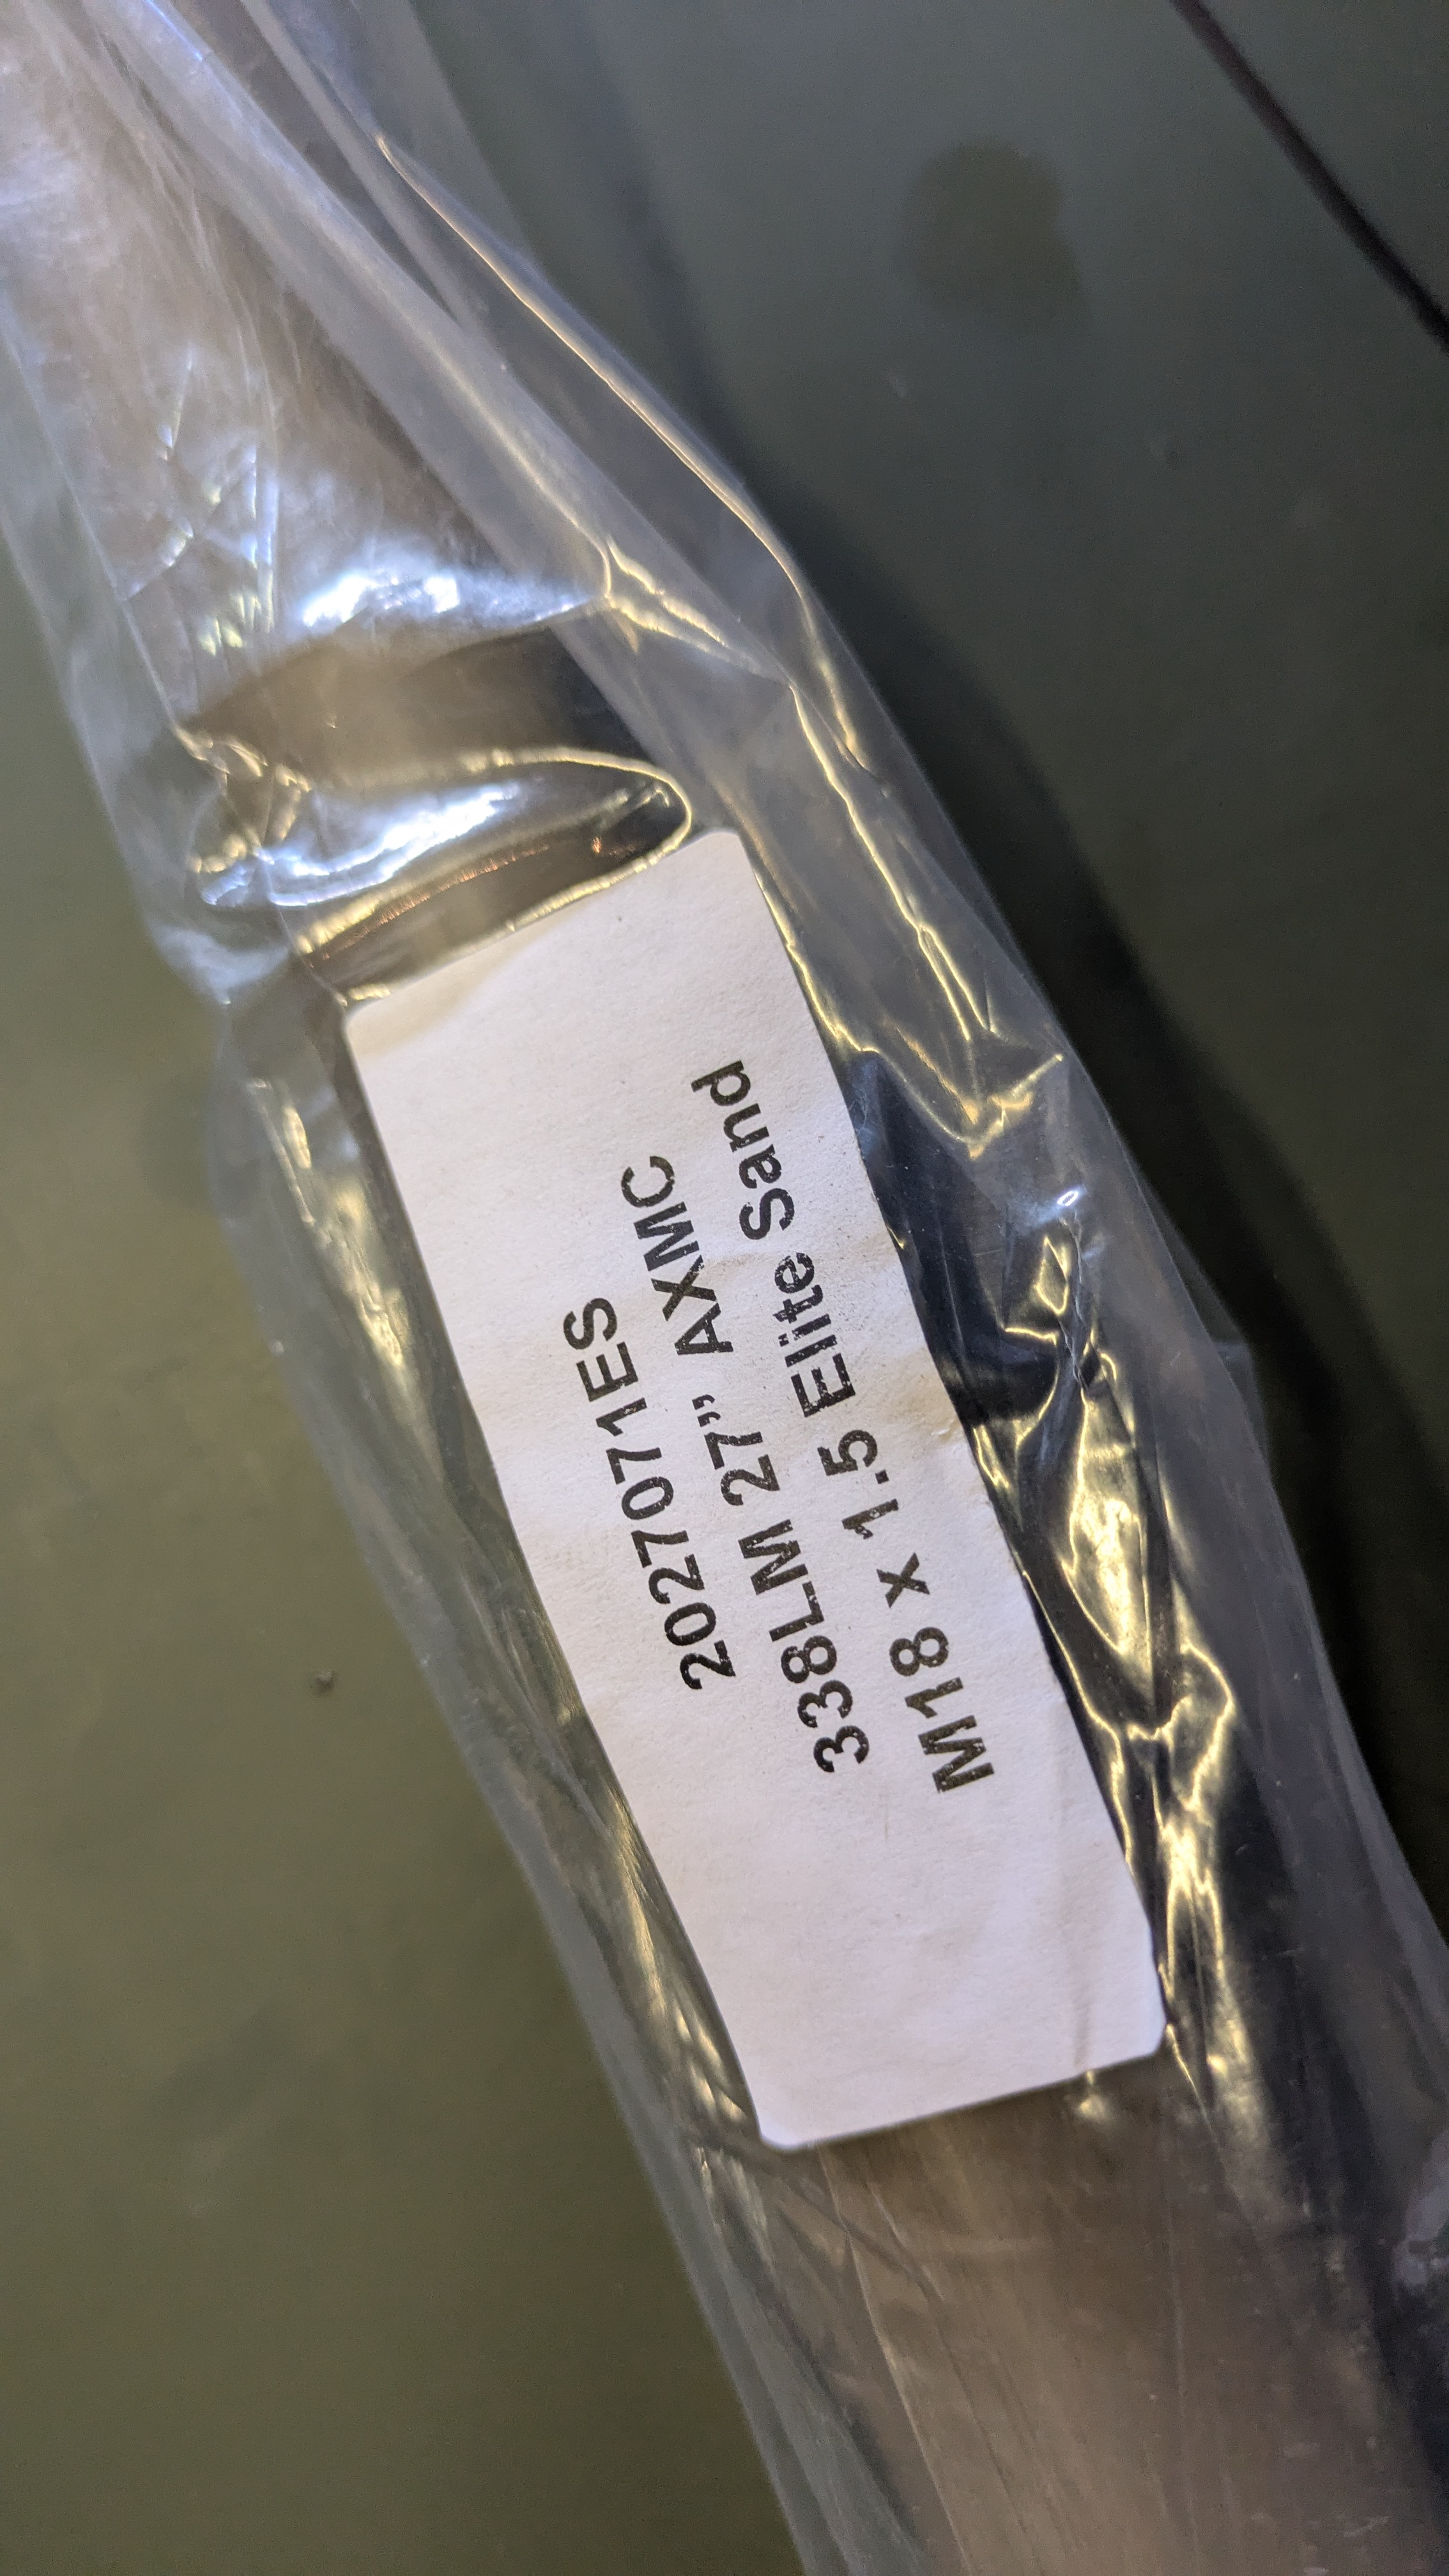 2027071ES
338LM 27” AXMC
M18 x 1.5 Elite Sand